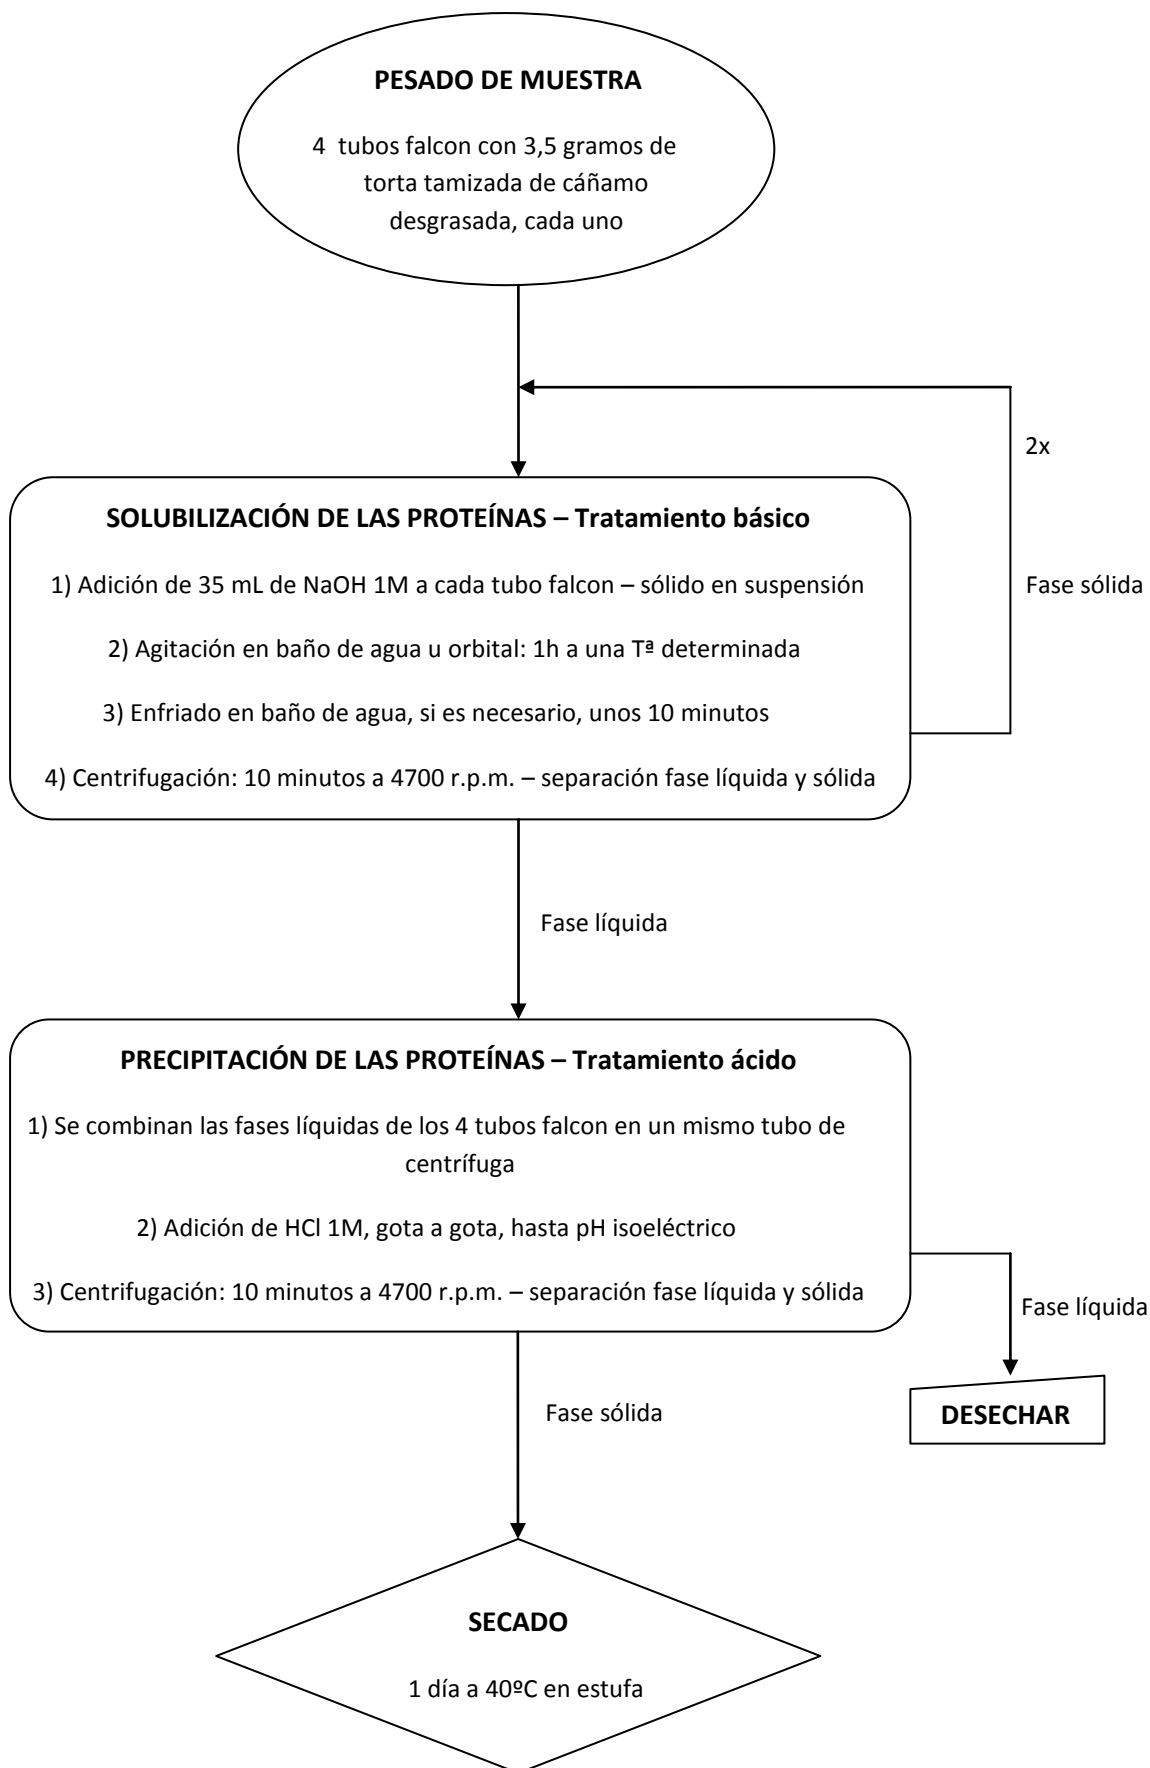 PESADO DE MUESTRA
4 tubos falcon con 3,5 gramos de
torta tamizada de cáñamo
desgrasada, cada uno
2x
SOLUBILIZACIÓN DE LAS PROTEÍNAS – Tratamiento básico
1) Adición de 35 mL de NaOH 1M a cada tubo falcon – sólido en suspensión
Fase sólida
2) Agitación en baño de agua u orbital: 1h a una Tª determinada
3) Enfriado en baño de agua, si es necesario, unos 10 minutos
4) Centrifugación: 10 minutos a 4700 r.p.m. – separación fase líquida y sólida
Fase líquida
PRECIPITACIÓN DE LAS PROTEÍNAS – Tratamiento ácido
1) Se combinan las fases líquidas de los 4 tubos falcon en un mismo tubo de
centrífuga
2) Adición de HCl 1M, gota a gota, hasta pH isoeléctrico
3) Centrifugación: 10 minutos a 4700 r.p.m. – separación fase líquida y sólida
Fase líquida
Fase sólida
DESECHAR
SECADO
1 día a 40ºC en estufa